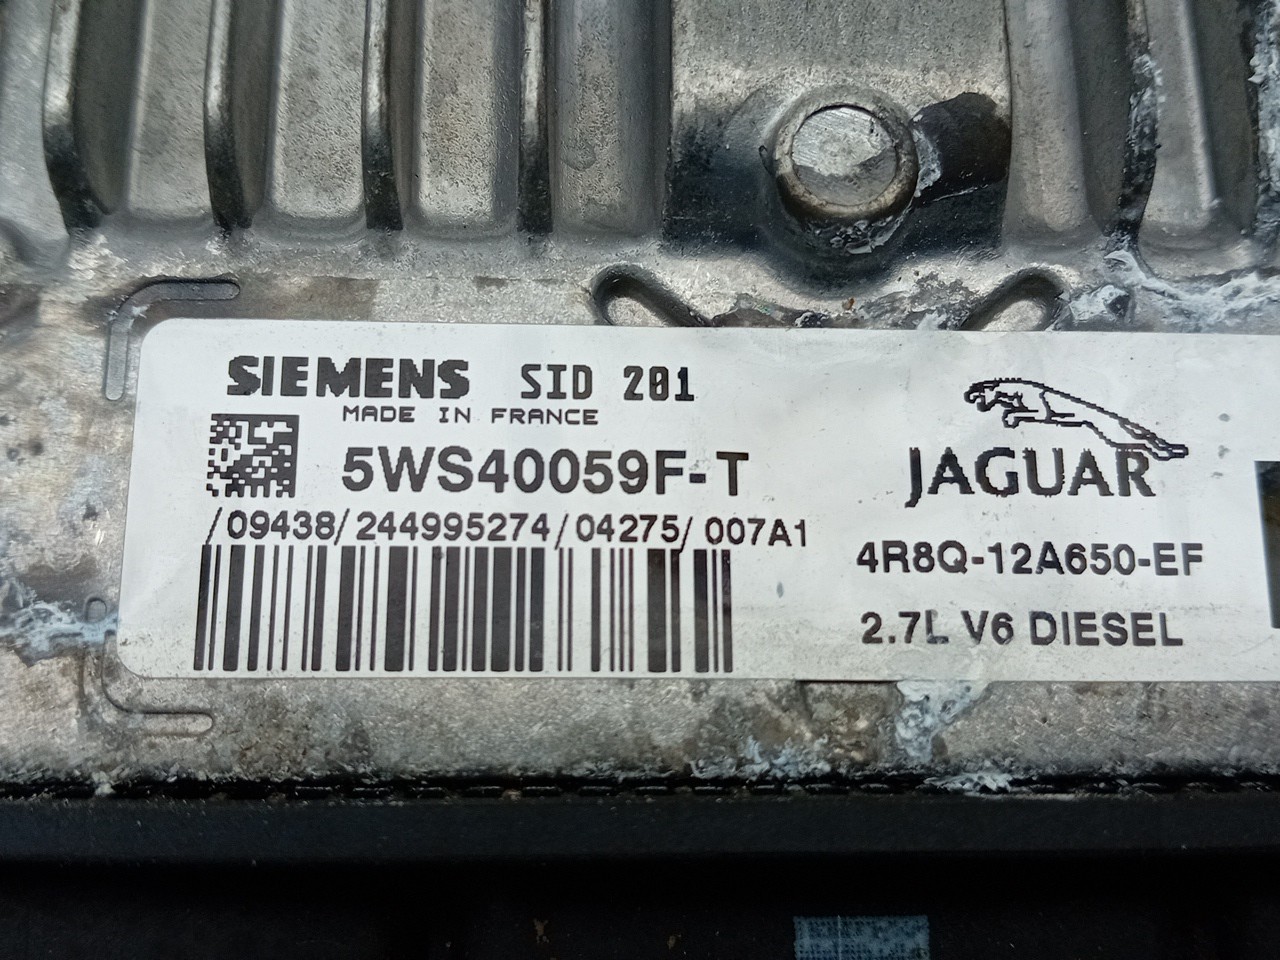 SIEMENS SID 201
MADE IN FRANCE
5WS40059F-T
/09438/244995274/04275/007A1
JAGUAR
4R8Q-12A650-EF
2.7L V6 DIESEL